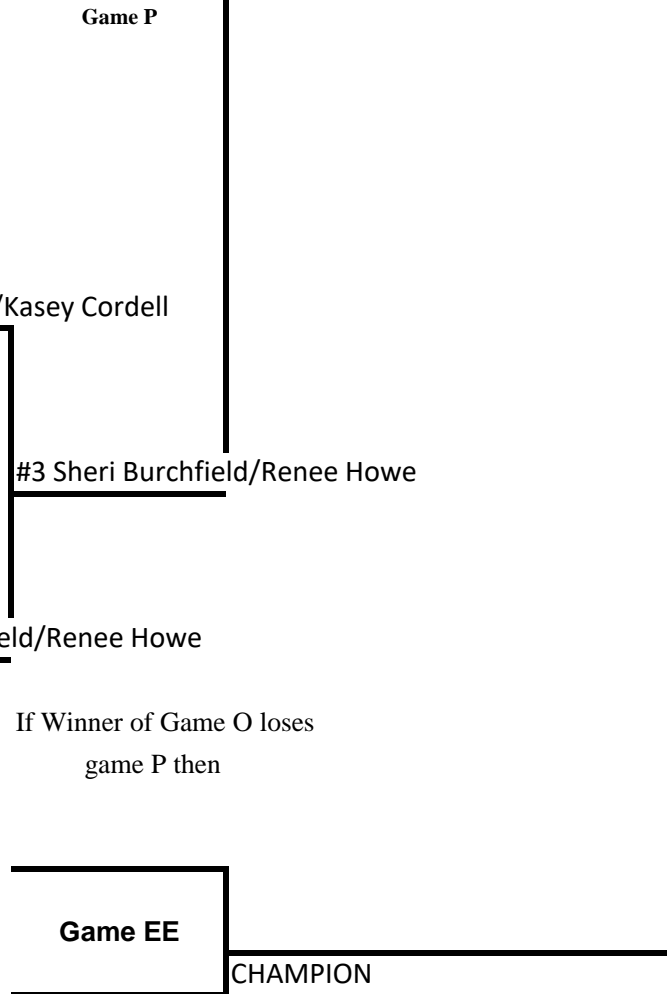 Game P
/Kasey Cordell
#3 Sheri Burchfield/Renee Howe
eld/Renee Howe
If Winner of Game O loses
game P then
Game EE
CHAMPION